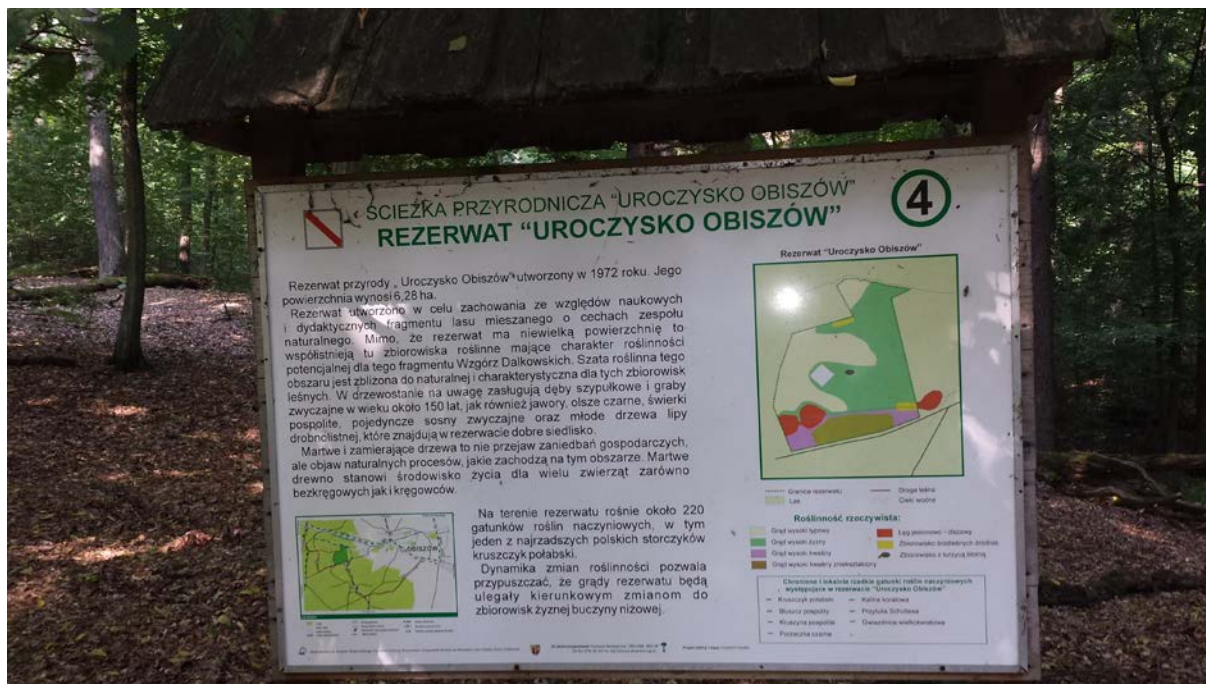 ŚCIEŻKA PRZYRODNICZA "UROCZYSKO OBISZÓW"
REZERWAT "UROCZYSKO OBISZÓW"
4
Rezerwat przyrody „ Uroczysko Obiszów" utworzony w 1972 roku. Jego
powierzchnia wynosi 6,28 ha.
Rezerwat utworzono w celu zachowania ze względów naukowych
i dydaktycznych fragmentu lasu mieszanego o cechach zespołu
naturalnego. Mimo, że rezerwat ma niewielką powierzchnię to
współistnieją tu zbiorowiska roślinne mające charakter roślinności
potencjalnej dla tego fragmentu Wzgórz Dalkowskich. Szata roślinna tego
obszaru jest zbliżona do naturalnej i charakterystyczna dla tych zbiorowisk
leśnych. W drzewostanie na uwagę zasługują dęby szypułkowe i graby
zwyczajne w wieku około 150 lat, jak również jawory, olsze czarne, świerki
pospolite, pojedyncze sosny zwyczajne oraz młode drzewa lipy
drobnolistnej, które znajdują w rezerwacie dobre siedlisko.
Martwe i zamierające drzewa to nie przejaw zaniedbań gospodarczych,
ale objaw naturalnych procesów, jakie zachodzą na tym obszarze. Martwe
drewno stanowi środowisko życia dla wielu zwierząt zarówno
bezkręgowych jak i kręgowców.
Na terenie rezerwatu rośnie około 220
gatunków roślin naczyniowych, w tym
jeden z najrzadszych polskich storczyków
kruszczyk połabski.
Dynamika zmian roślinności pozwala
przypuszczać, że grądy rezerwatu będą
ulegały kierunkowym zmianom do
zbiorowisk żyznej buczyny niżowej.
OBISZÓW
Rezerwat "Uroczysko Obiszów"
Granica rezerwatu
Droga leśna
Las
Cieki wodne
Roślinność rzeczywista:
Grąd wysoki typowy
Łęg jesionowo - olszowy
Grąd wysoki żyzny
Zbiorowisko śródleśnych źródlisk
Grąd wysoki kwaśny
Zbiorowisko z turzycą błotną
Grąd wysoki kwaśny zniekształcony
Chronione i lokalnie rzadkie gatunki roślin naczyniowych
występujące w rezerwacie "Uroczysko Obiszów"
– Kruszczyk połabski
– Kalina koralowa
– Bluszcz pospolity
– Przytulia Schultesa
– Kruszyna pospolita
– Gwiazdnica wielkokwiatowa
– Porzeczka czarna